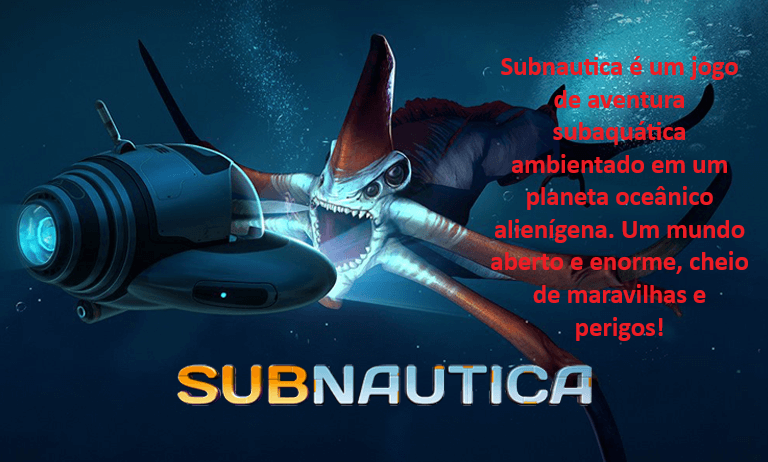 Subnautica é um jogo
de aventura
subaquática
ambientado em um
planeta oceânico
alienígena. Um mundo
aberto e enorme, cheio
de maravilhas e
perigos!
SUBNAUTICA